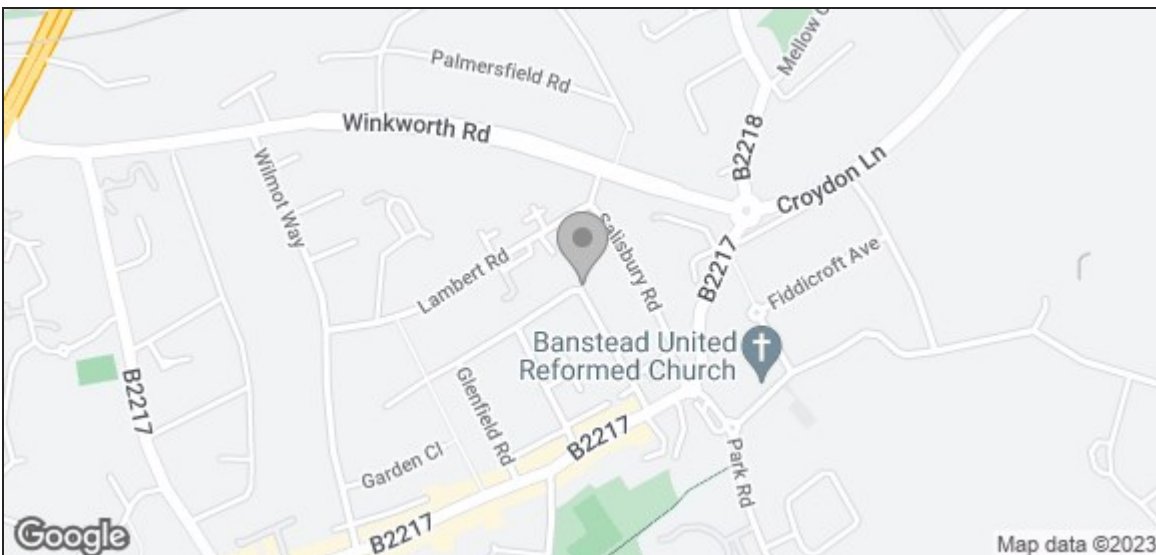 Mellow
Palmersfield Rd
Winkworth Rd
B2218
Croydon Ln
Wilmot Way
Salisbury Rd
Lambert Rd
B2217
Fiddicroft Ave
Banstead United
Reformed Church
B2217
Glenfield Rd
B2217
Park Rd
Garden Cl
B2217
Google
Map data ©2023